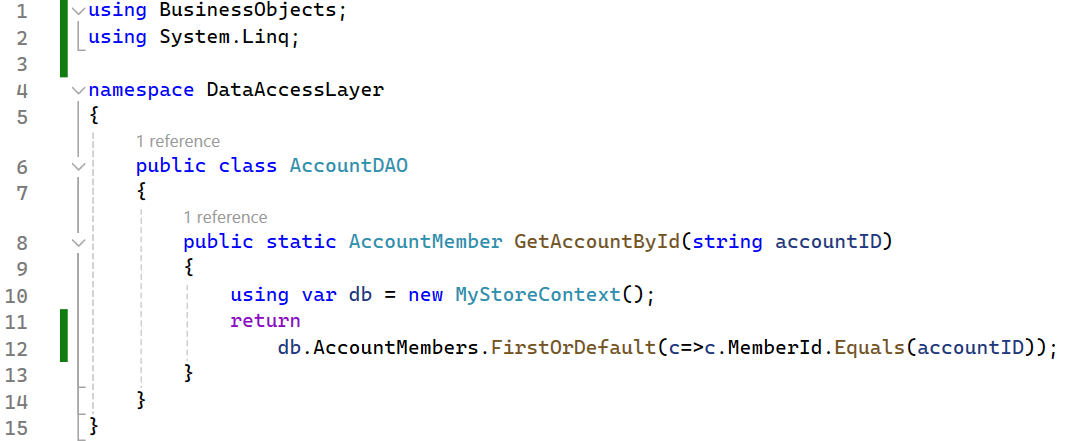 1 using BusinessObjects;
2 using System.Linq;
3
4 namespace DataAccessLayer
5 {
1 reference
6 public class AccountDAO
7 {
1 reference
8 public static AccountMember GetAccountById(string accountID)
9 {
10 using var db = new MyStoreContext();
11 return
12 db.AccountMembers.FirstOrDefault(c=>c.MemberId.Equals(accountID));
13 }
14 }
15 }